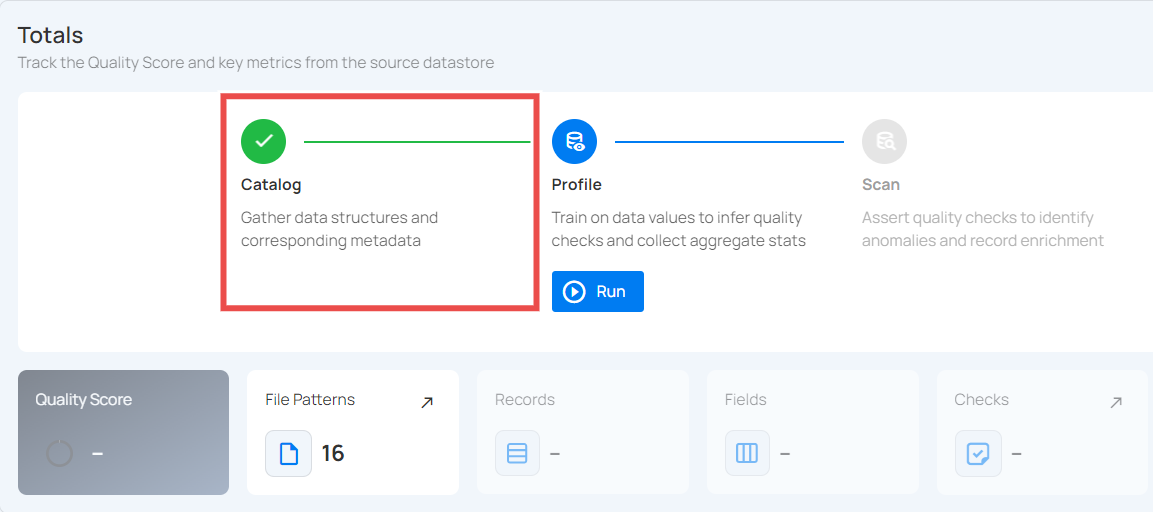 Totals
Track the Quality Score and key metrics from the source datastore
Catalog
Gather data structures and
corresponding metadata
Profile
Train on data values to infer quality
checks and collect aggregate stats
Run
Scan
Assert quality checks to identify
anomalies and record enrichment
Quality Score
–
File Patterns
16
Records
–
Fields
–
Checks
–